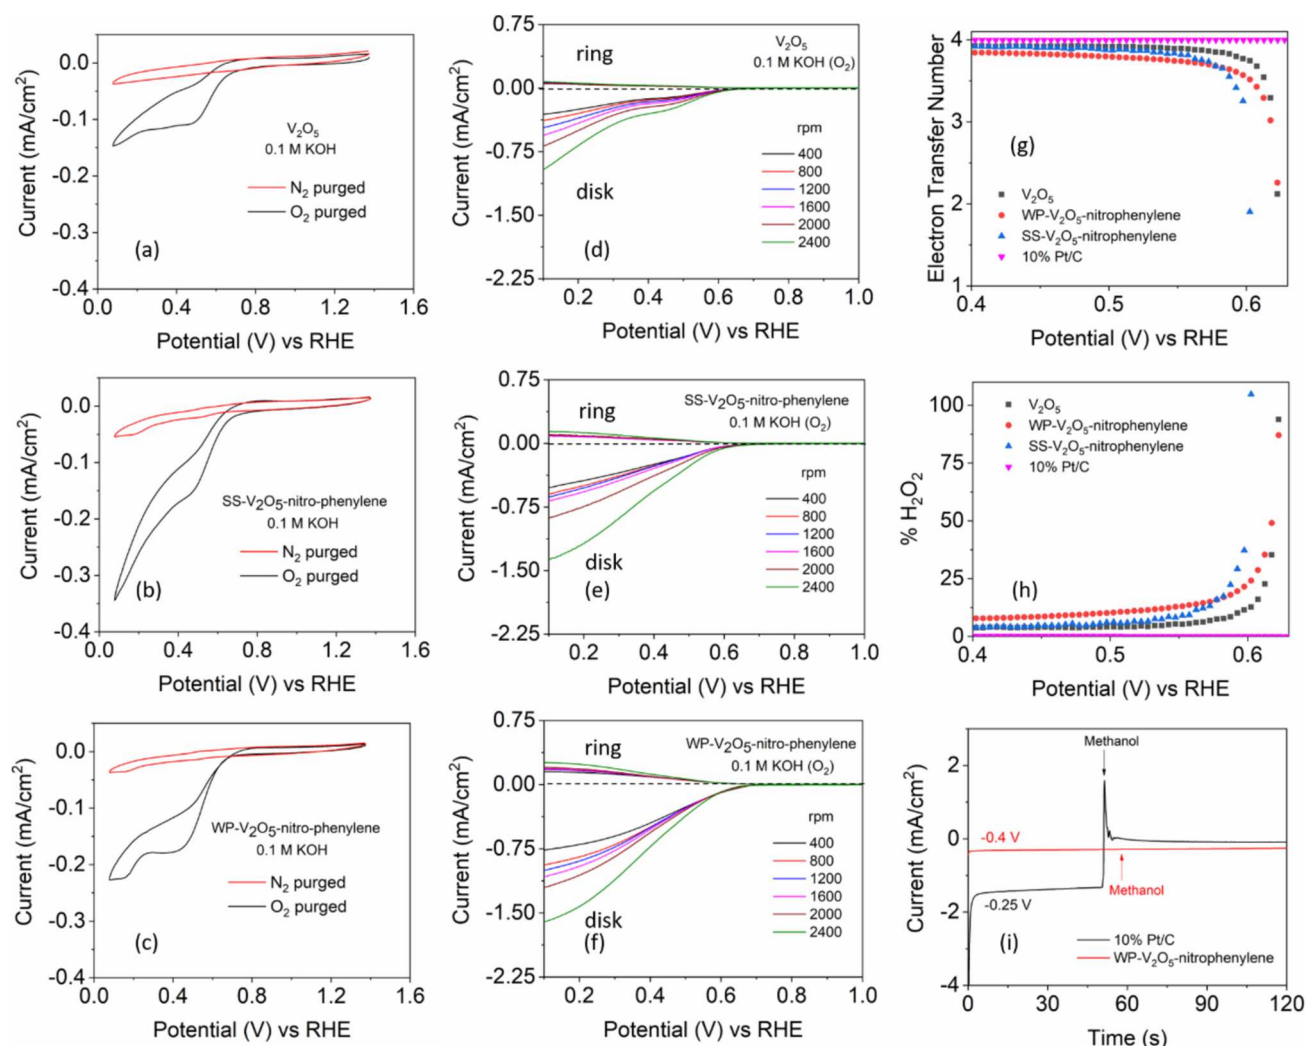 0.0
-0.1
-0.2
-0.3
-0.4
Current (mA/cm²)
V₂O₅
0.1 M KOH
N₂ purged
O₂ purged
(a)
0.0 0.4 0.8 1.2 1.6
Potential (V) vs RHE
0.75
0.00
-0.75
-1.50
-2.25
Current (mA/cm²)
ring
V₂O₅
0.1 M KOH (O₂)
rpm
400
800
1200
1600
2000
2400
disk
(d)
0.2 0.4 0.6 0.8 1.0
Potential (V) vs RHE
4
3
2
1
Electron Transfer Number
(g)
V₂O₅
WP-V₂O₅-nitrophenylene
SS-V₂O₅-nitrophenylene
10% Pt/C
0.4 0.5 0.6
Potential (V) vs RHE
0.0
-0.1
-0.2
-0.3
-0.4
Current (mA/cm²)
SS-V₂O₅-nitro-phenylene
0.1 M KOH
N₂ purged
O₂ purged
(b)
0.0 0.4 0.8 1.2 1.6
Potential (V) vs RHE
0.75
0.00
-0.75
-1.50
-2.25
Current (mA/cm²)
ring
SS-V₂O₅-nitro-phenylene
0.1 M KOH (O₂)
rpm
400
800
1200
1600
2000
2400
disk
(e)
0.2 0.4 0.6 0.8 1.0
Potential (V) vs RHE
100
75
50
25
0
% H₂O₂
V₂O₅
WP-V₂O₅-nitrophenylene
SS-V₂O₅-nitrophenylene
10% Pt/C
(h)
0.4 0.5 0.6
Potential (V) vs RHE
0.0
-0.1
-0.2
-0.3
-0.4
Current (mA/cm²)
WP-V₂O₅-nitro-phenylene
0.1 M KOH
N₂ purged
O₂ purged
(c)
0.0 0.4 0.8 1.2 1.6
Potential (V) vs RHE
0.75
0.00
-0.75
-1.50
-2.25
Current (mA/cm²)
ring
WP-V₂O₅-nitro-phenylene
0.1 M KOH (O₂)
rpm
400
800
1200
1600
2000
2400
disk
(f)
0.2 0.4 0.6 0.8 1.0
Potential (V) vs RHE
2
0
-2
-4
Current (mA/cm²)
Methanol
-0.4 V
Methanol
-0.25 V
(i)
10% Pt/C
WP-V₂O₅-nitrophenylene
0 30 60 90 120
Time (s)